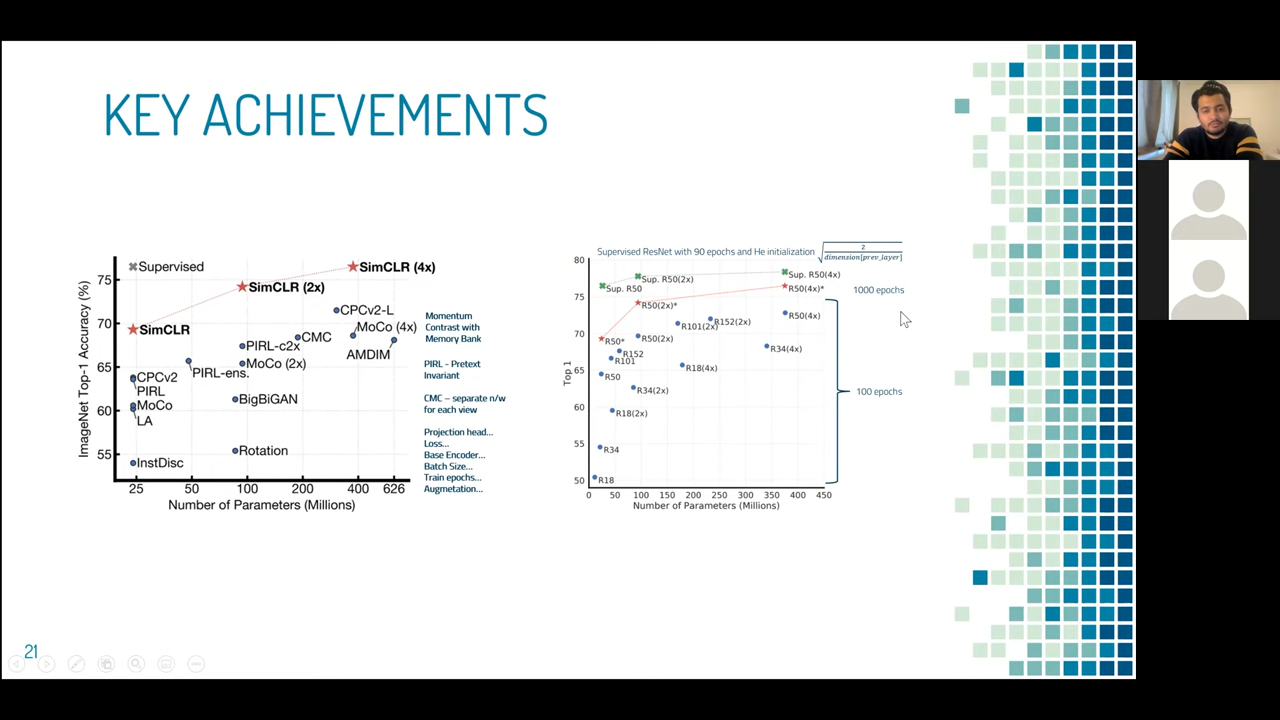 KEY ACHIEVEMENTS
ImageNet Top-1 Accuracy (%)
75
70
65
60
55
Supervised
SimCLR (4x)
SimCLR (2x)
SimCLR
CPCv2-L
MoCo (4x)
CMC
AMDIM
PIRL-c2x
MoCo (2x)
PIRL-ens.
CPCv2
PIRL
MoCo
LA
BigBiGAN
Rotation
InstDisc
25 50 100 200 400 626
Number of Parameters (Millions)
Momentum
Contrast with
Memory Bank
PIRL - Pretext
Invariant
CMC – separate n/w
for each view
Projection head...
Loss...
Base Encoder...
Batch Size...
Train epochs...
Augmetation...
Supervised ResNet with 90 epochs and He initialization √ 2
dimension[prev_layer]
Top 1
80
75
70
65
60
55
50
Sup. R50
Sup. R50(2x)
Sup. R50(4x)
R50(4x)*
R50(2x)*
R50*
R50(4x)
R152(2x)
R101(2x)
R50(2x)
R34(4x)
R152
R101
R18(4x)
R50
R34(2x)
R18(2x)
R34
R18
0 50 100 150 200 250 300 350 400 450
Number of Parameters (Millions)
1000 epochs
100 epochs
21